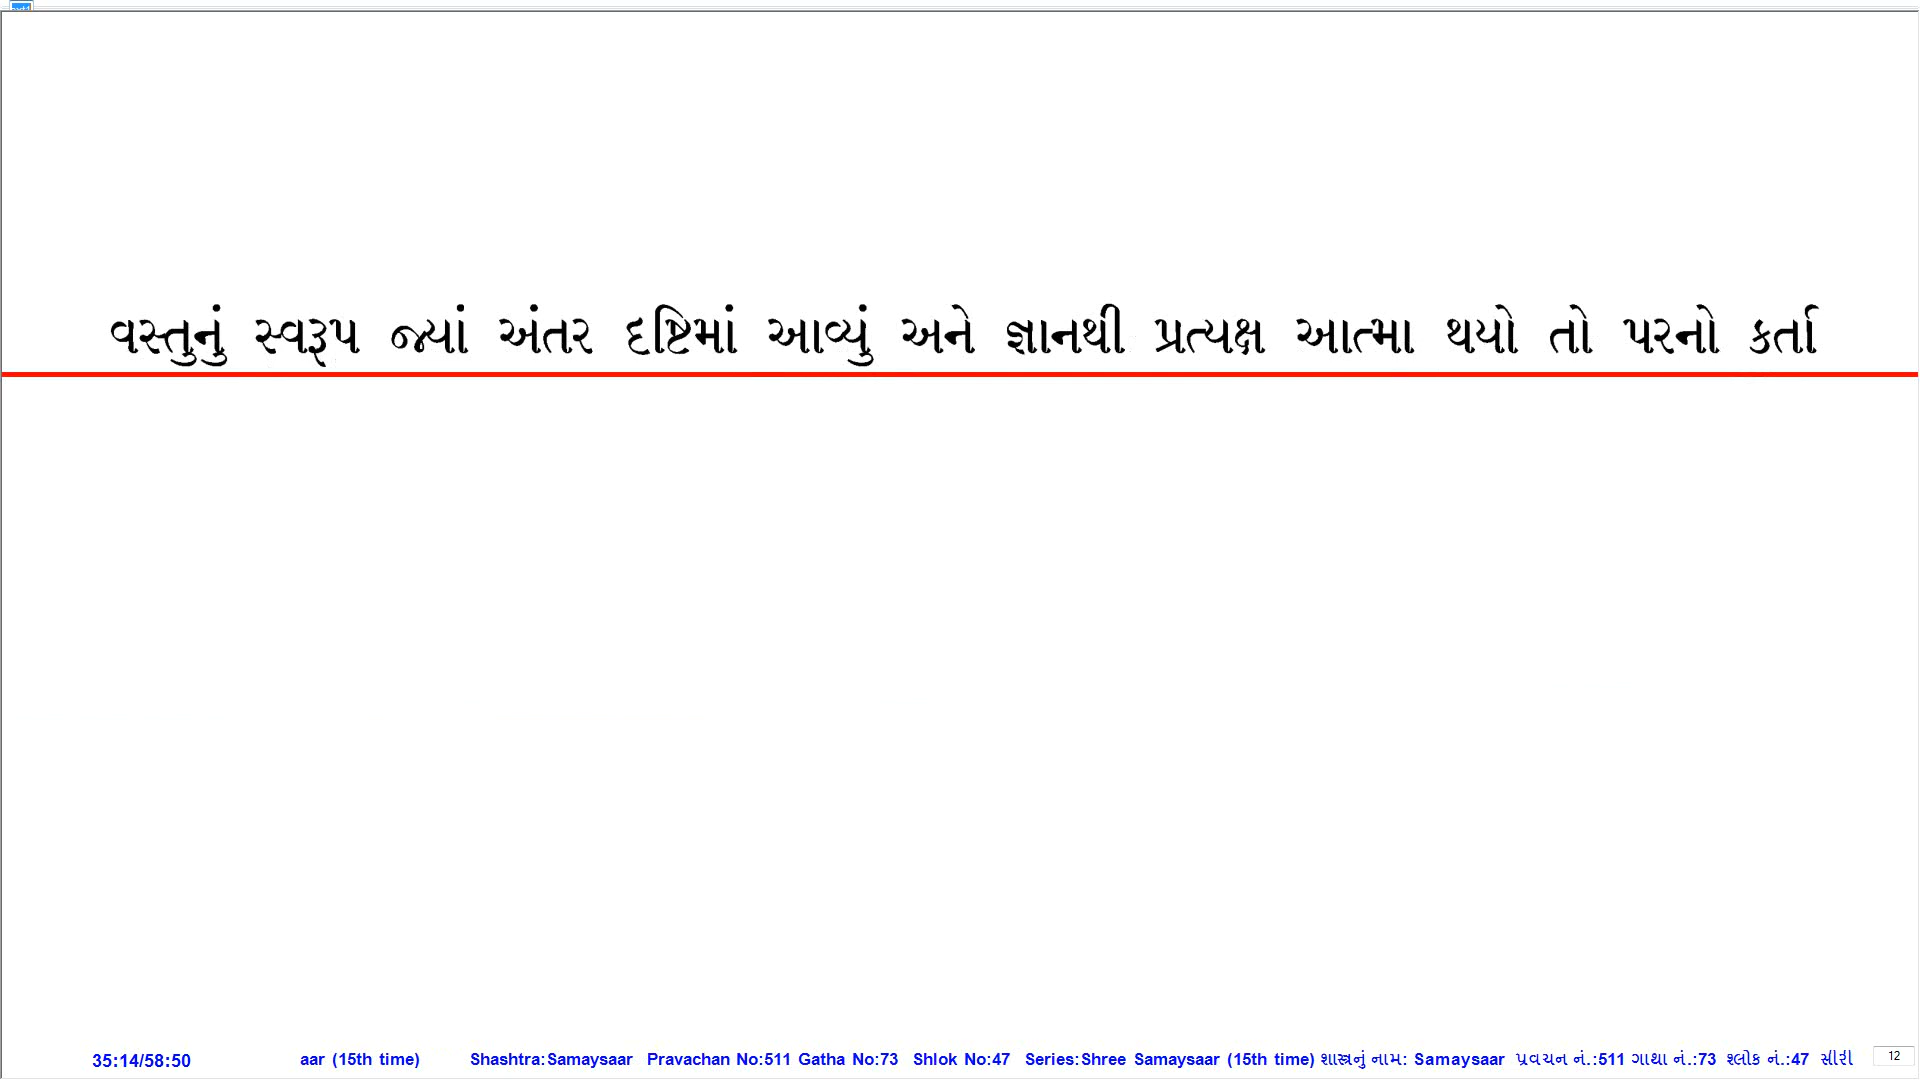 વસ્તુનું સ્વરૂપ જ્યાં અંતર દૃષ્ટિમાં આવ્યું અને જ્ઞાનથી પ્રત્યક્ષ આત્મા થયો તો પરનો કર્તા
35:14/58:50 aar (15th time) Shashtra:Samaysaar Pravachan No:511 Gatha No:73 Shlok No:47 Series:Shree Samaysaar (15th time) શાસ્ત્રનું નામ: Samaysaar પ્રવચન નં.:511 ગાથા નં.:73 શ્લોક નં.:47 સીરી 12